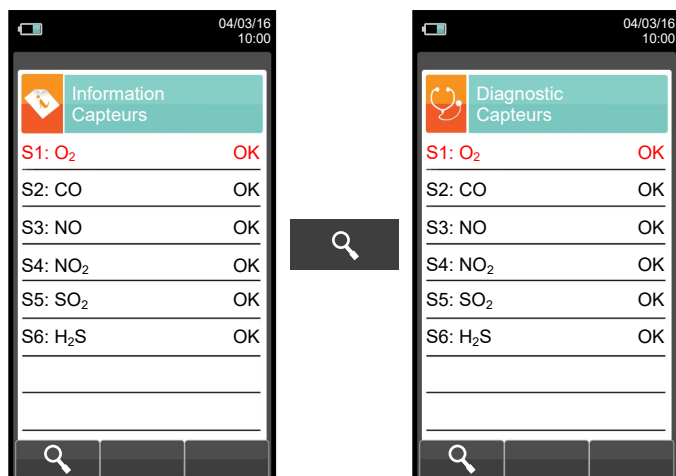 04/03/16
10:00
Information
Capteurs
S1: O₂ OK
S2: CO OK
S3: NO OK
S4: NO₂ OK
S5: SO₂ OK
S6: H₂S OK
04/03/16
10:00
Diagnostic
Capteurs
S1: O₂ OK
S2: CO OK
S3: NO OK
S4: NO₂ OK
S5: SO₂ OK
S6: H₂S OK